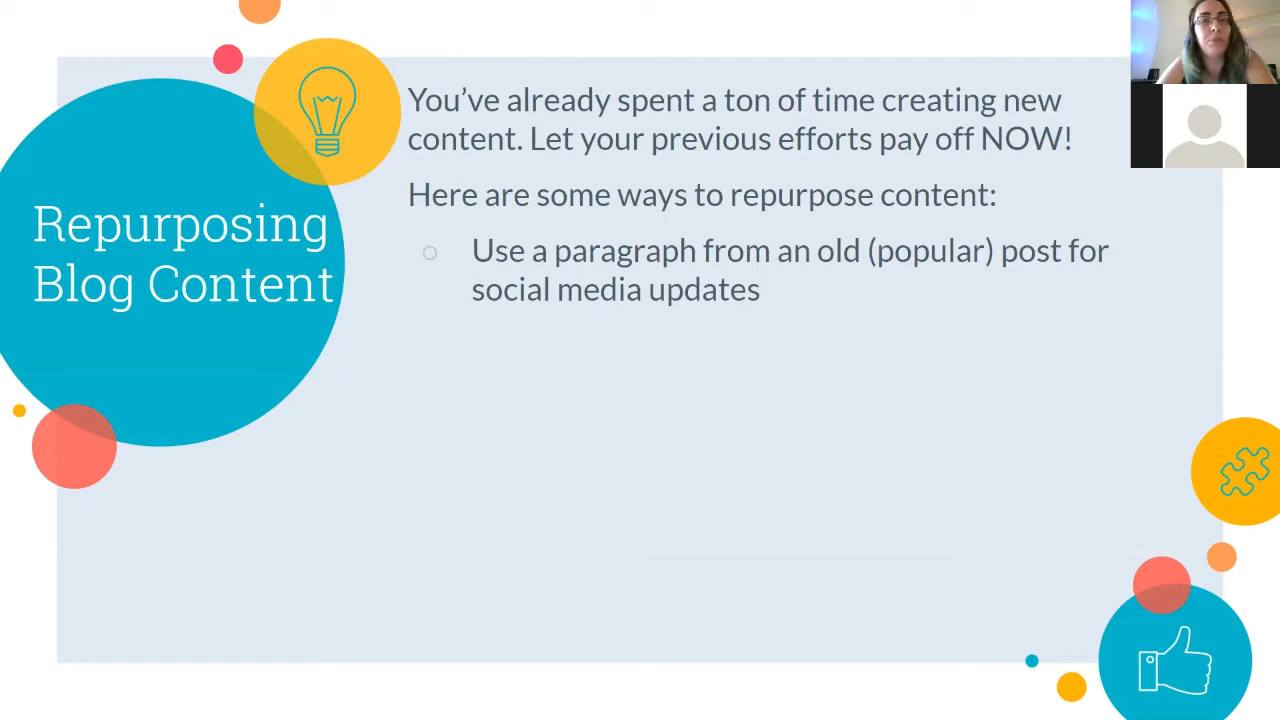 Repurposing
Blog Content
You’ve already spent a ton of time creating new
content. Let your previous efforts pay off NOW!
Here are some ways to repurpose content:
Use a paragraph from an old (popular) post for
social media updates